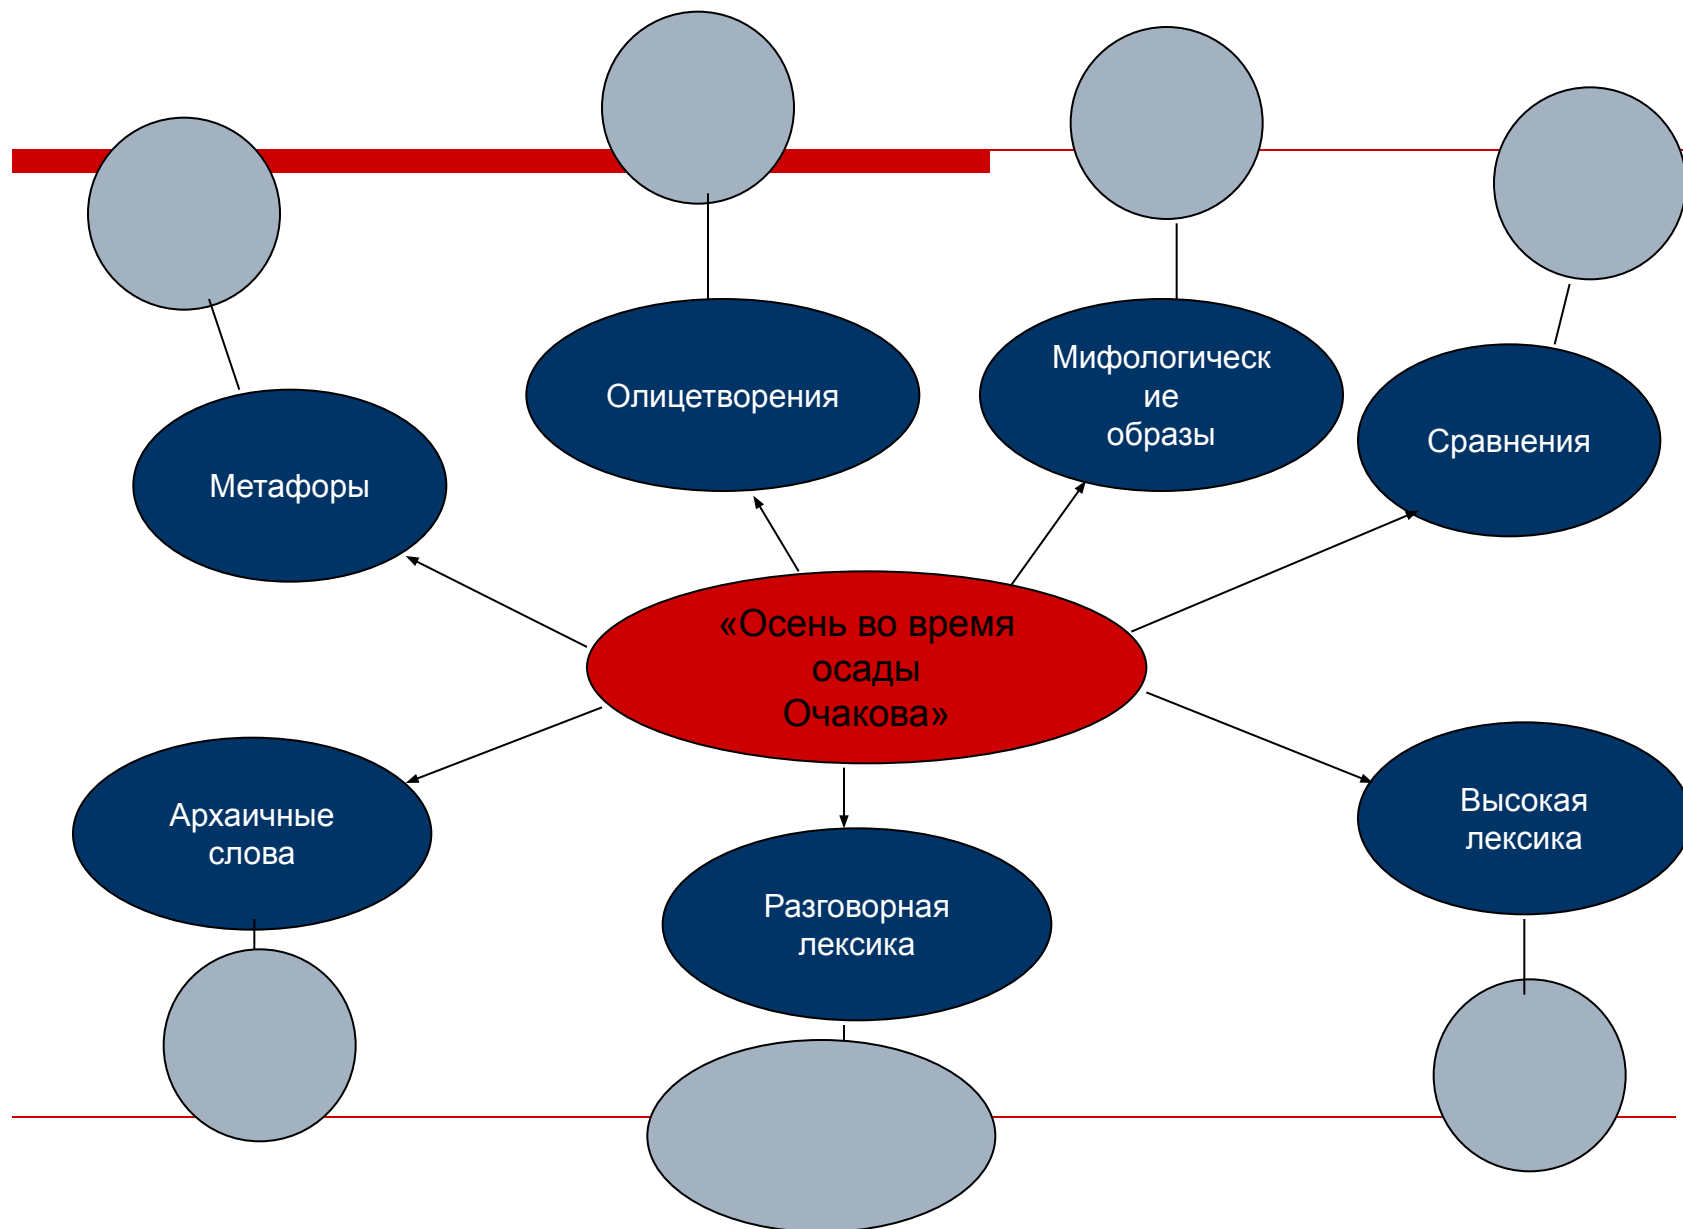 Олицетворения
Мифологическ
ие
образы
Сравнения
Метафоры
«Осень во время
осады
Очакова»
Архаичные
слова
Разговорная
лексика
Высокая
лексика